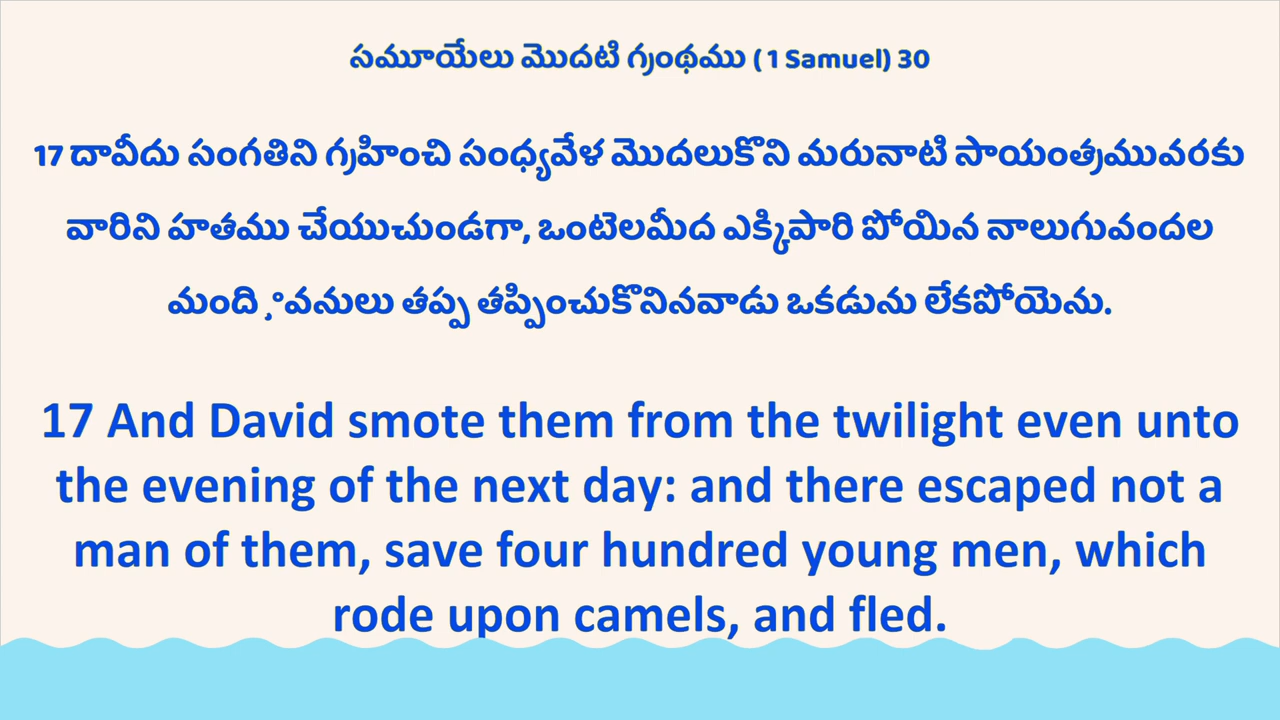 సమూయేలు మొదటి గ్రంథము ( 1 Samuel) 30
17 దావీదు సంగతిని గ్రహించి సంధ్యవేళ మొదలుకొని మరునాటి సాయంత్రమువరకు
వారిని హతము చేయుచుండగా, ఒంటెలమీద ఎక్కిపారి పోయిన నాలుగువందల
మంది ¸°వనులు తప్ప తప్పించుకొనినవాడు ఒకడును లేకపోయెను.
17 And David smote them from the twilight even unto
the evening of the next day: and there escaped not a
man of them, save four hundred young men, which
rode upon camels, and fled.